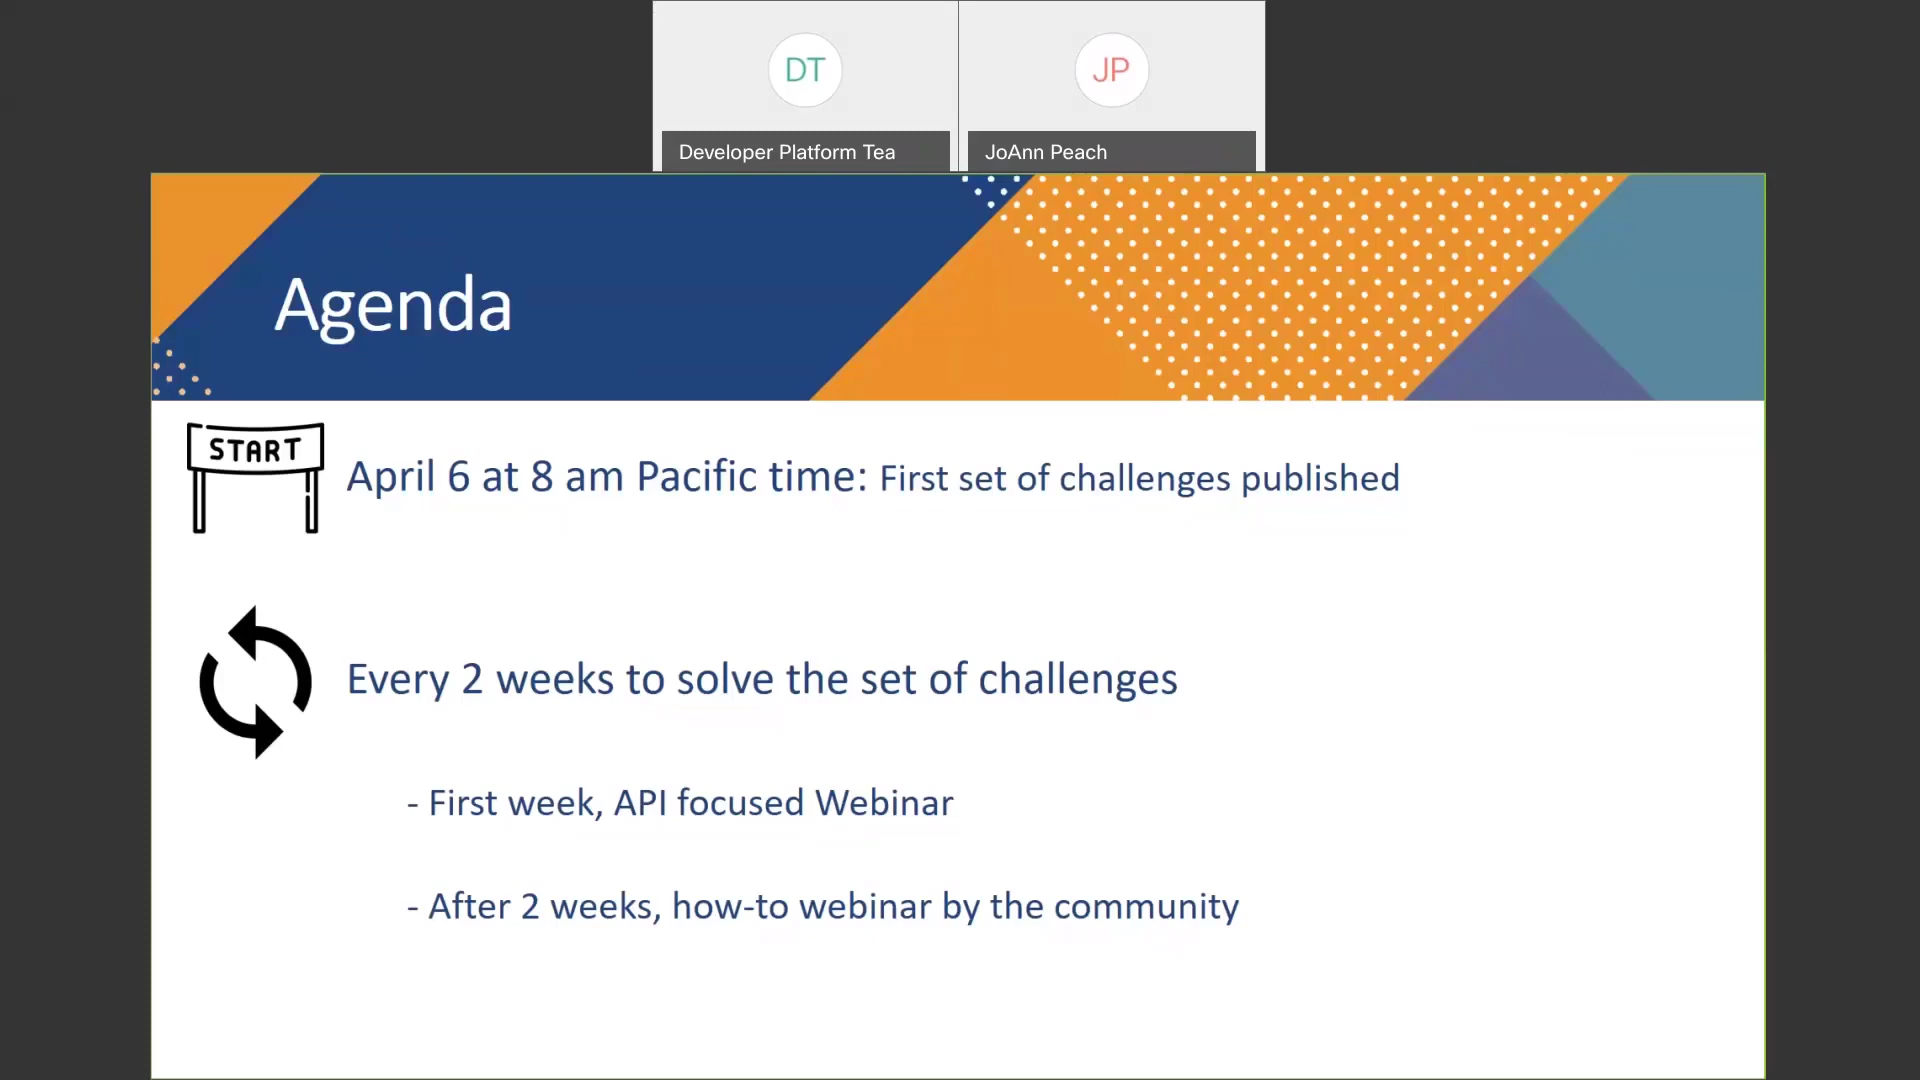 DT
JP
Developer Platform Tea
JoAnn Peach
Agenda
START
April 6 at 8 am Pacific time: First set of challenges published
Every 2 weeks to solve the set of challenges
- First week, API focused Webinar
- After 2 weeks, how-to webinar by the community